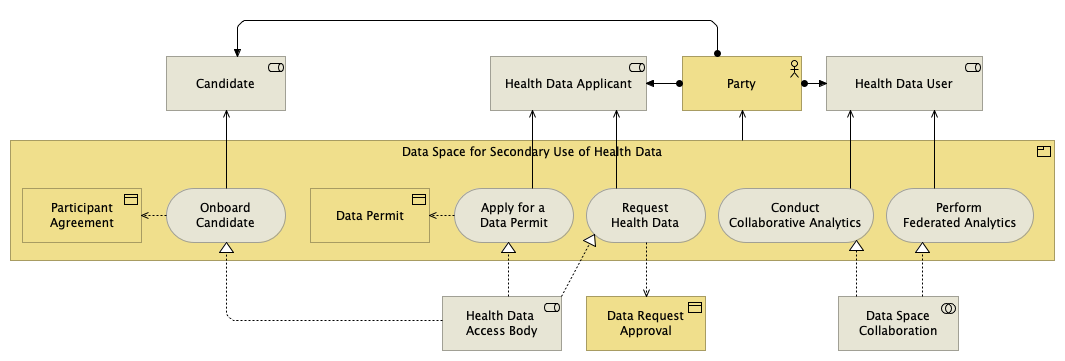 Candidate
Health Data Applicant
Party
Health Data User
Data Space for Secondary Use of Health Data
Participant
Agreement
Onboard
Candidate
Data Permit
Apply for a
Data Permit
Request
Health Data
Conduct
Collaborative Analytics
Perform
Federated Analytics
Health Data
Access Body
Data Request
Approval
Data Space
Collaboration